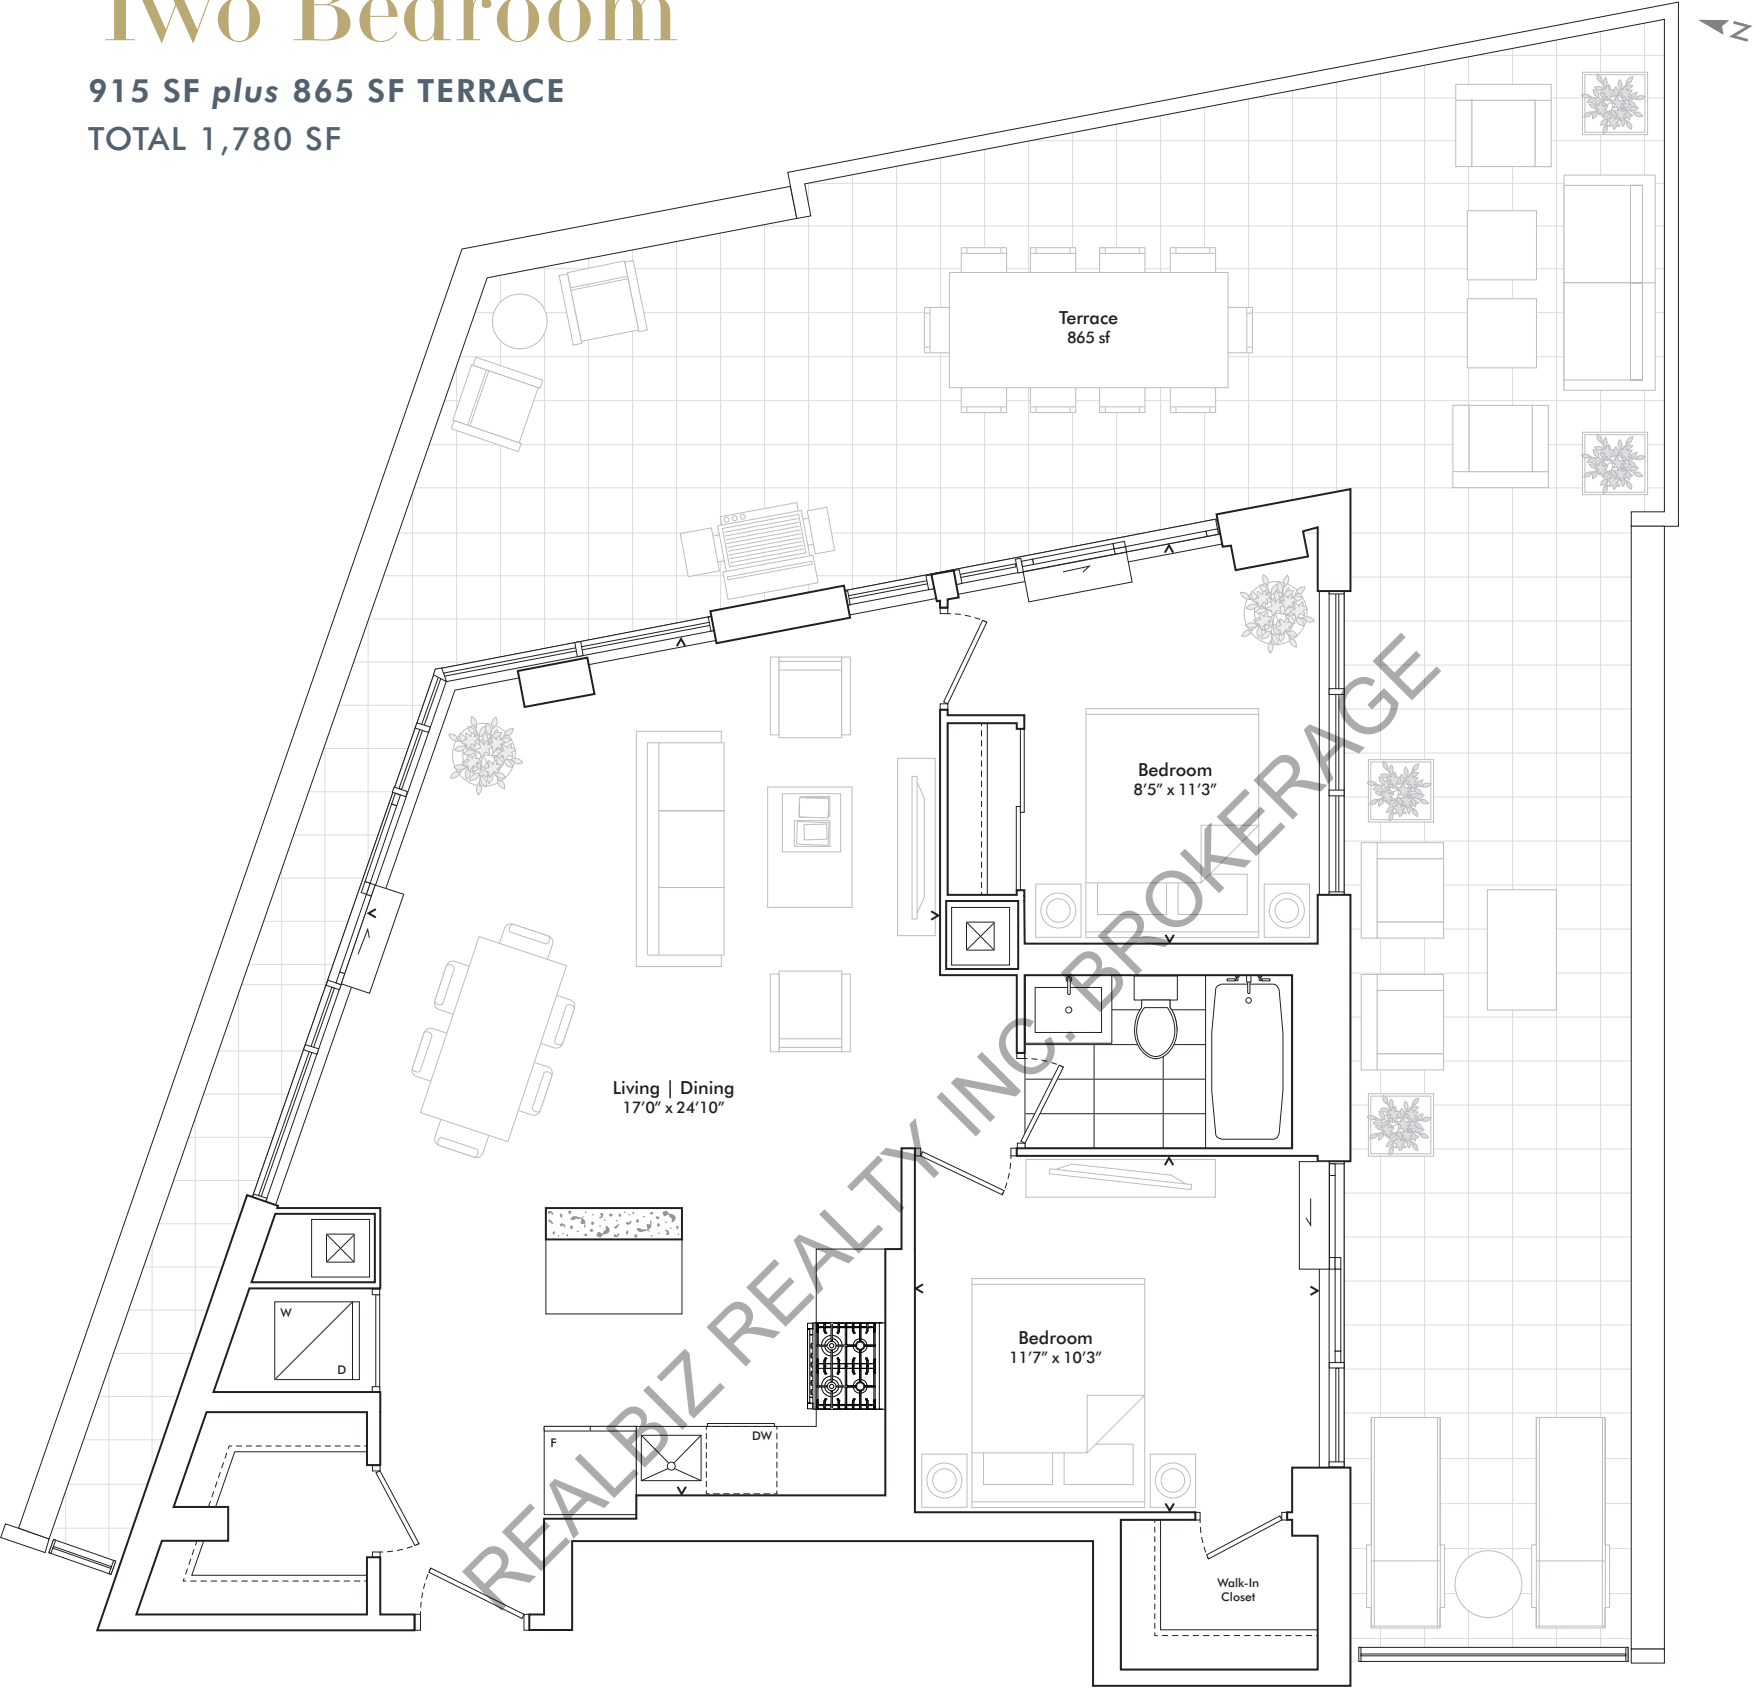 Two Bedroom
915 SF plus 865 SF TERRACE
TOTAL 1,780 SF
N
Terrace
865 sf
Bedroom
8'5" x 11'3"
Living | Dining
17'0" x 24'10"
W
D
Bedroom
11'7" x 10'3"
F
DW
Walk-In
Closet
REALBIZ REALTY INC. BROKERAGE